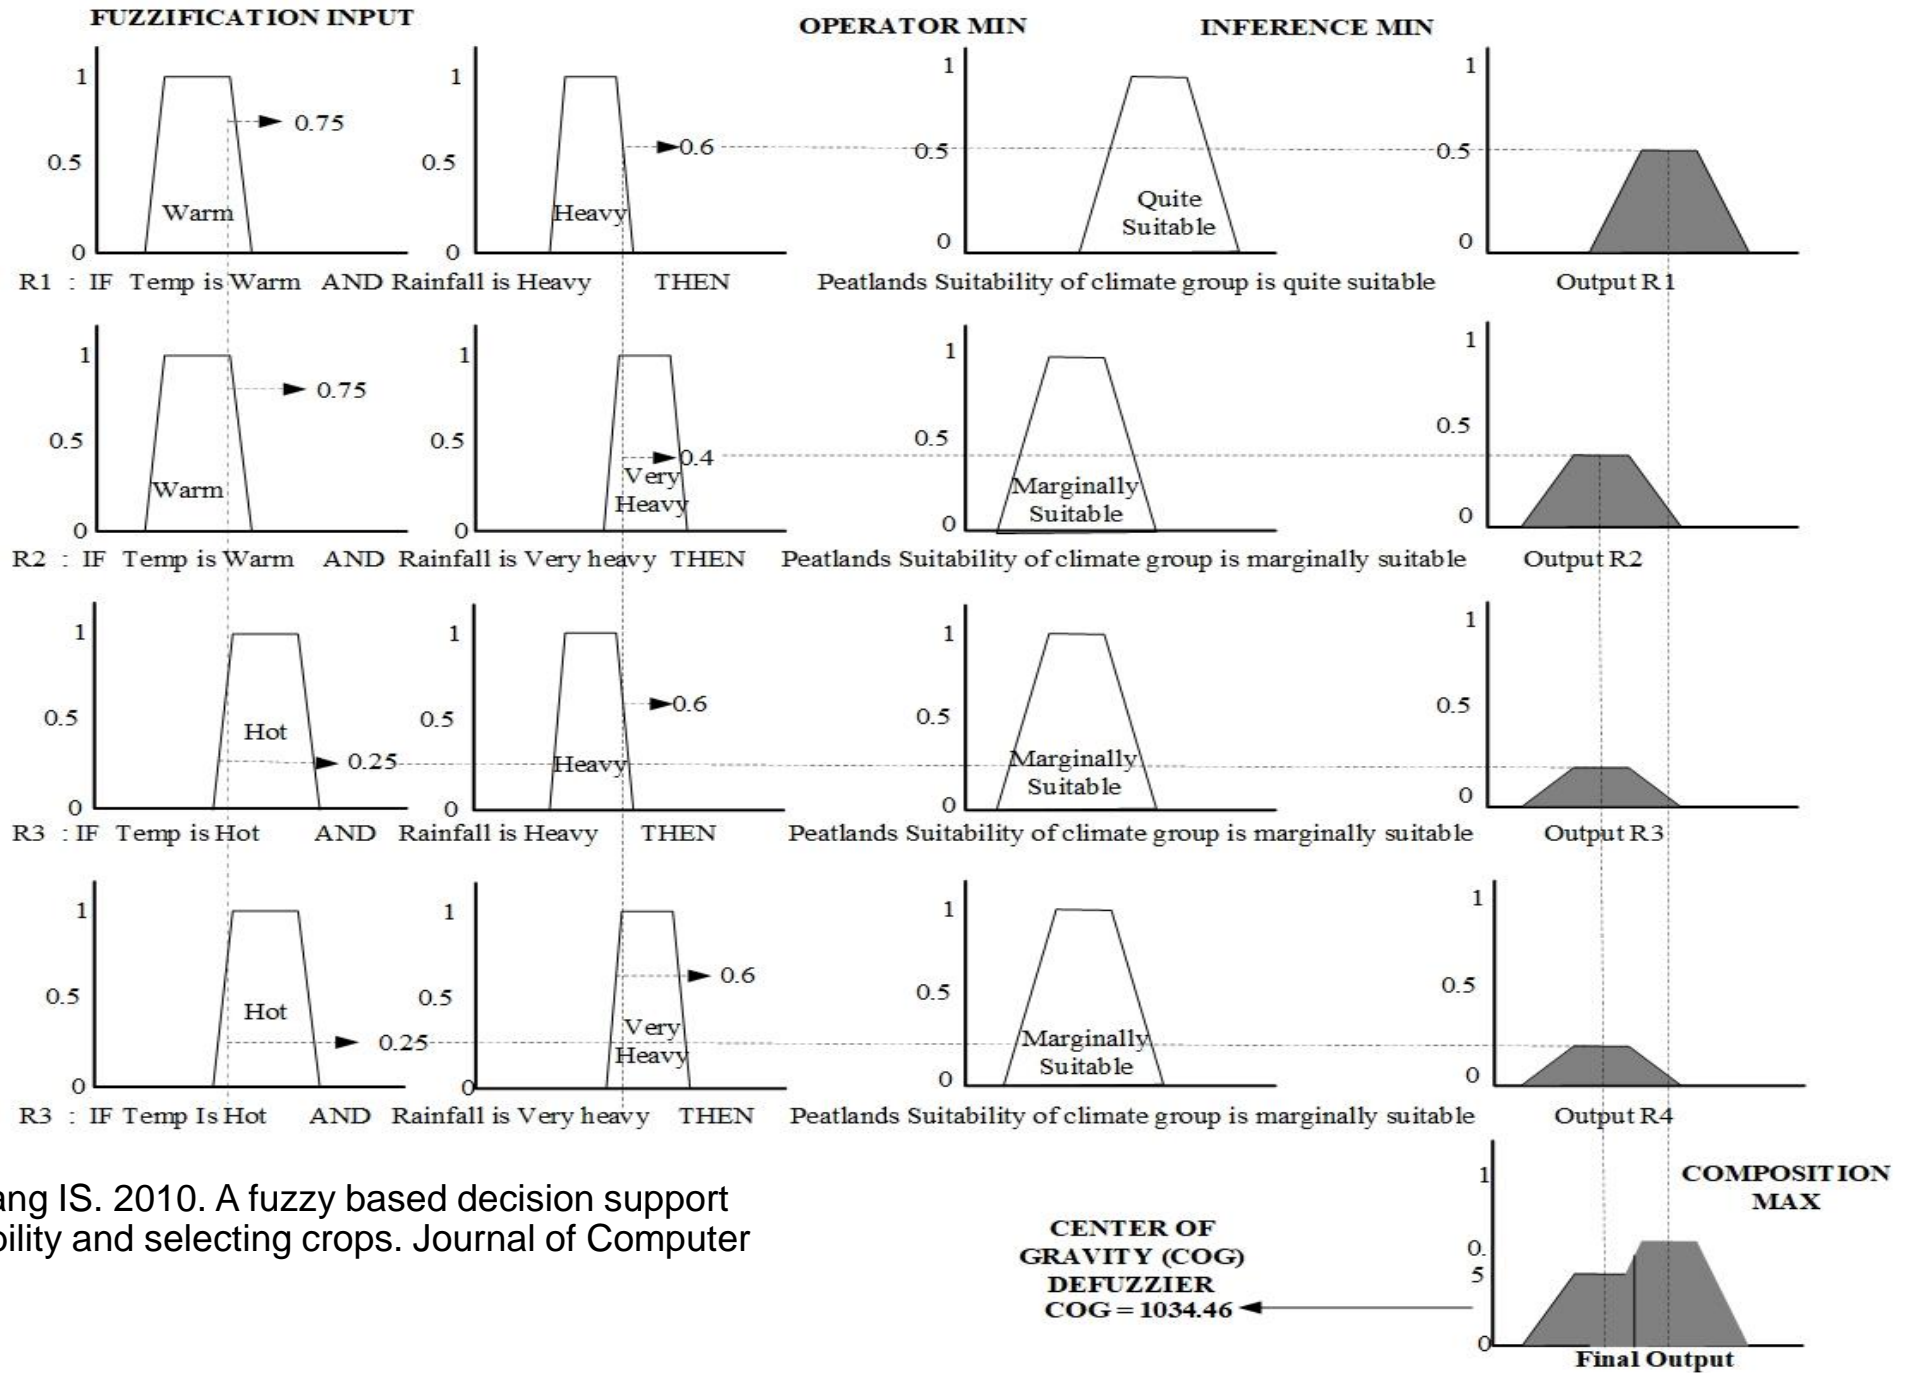 FUZZIFICATION INPUT
OPERATOR MIN
INFERENCE MIN
1
0.5
0
0.75
Warm
1
0.5
0
0.6
Heavy
1
0.5
0
Quite
Suitable
1
0.5
0
R1 : IF Temp is Warm AND Rainfall is Heavy THEN Peatlands Suitability of climate group is quite suitable Output R1
1
0.5
0
0.75
Warm
1
0.5
0
0.4
Very
Heavy
1
0.5
0
Marginally
Suitable
1
0.5
0
R2 : IF Temp is Warm AND Rainfall is Very heavy THEN Peatlands Suitability of climate group is marginally suitable Output R2
1
0.5
0
Hot
0.25
1
0.5
0
0.6
Heavy
1
0.5
0
Marginally
Suitable
1
0.5
0
R3 : IF Temp is Hot AND Rainfall is Heavy THEN Peatlands Suitability of climate group is marginally suitable Output R3
1
0.5
0
Hot
0.25
1
0.5
0
0.6
Very
Heavy
1
0.5
0
Marginally
Suitable
1
0.5
0
R3 : IF Temp Is Hot AND Rainfall is Very heavy THEN Peatlands Suitability of climate group is marginally suitable Output R4
IS. 2010. A fuzzy based decision support
and selecting crops. Journal of Computer
CENTER OF
GRAVITY (COG)
DEFUZZIER
COG = 1034.46
1
0.
5
0
COMPOSITION
MAX
Final Output